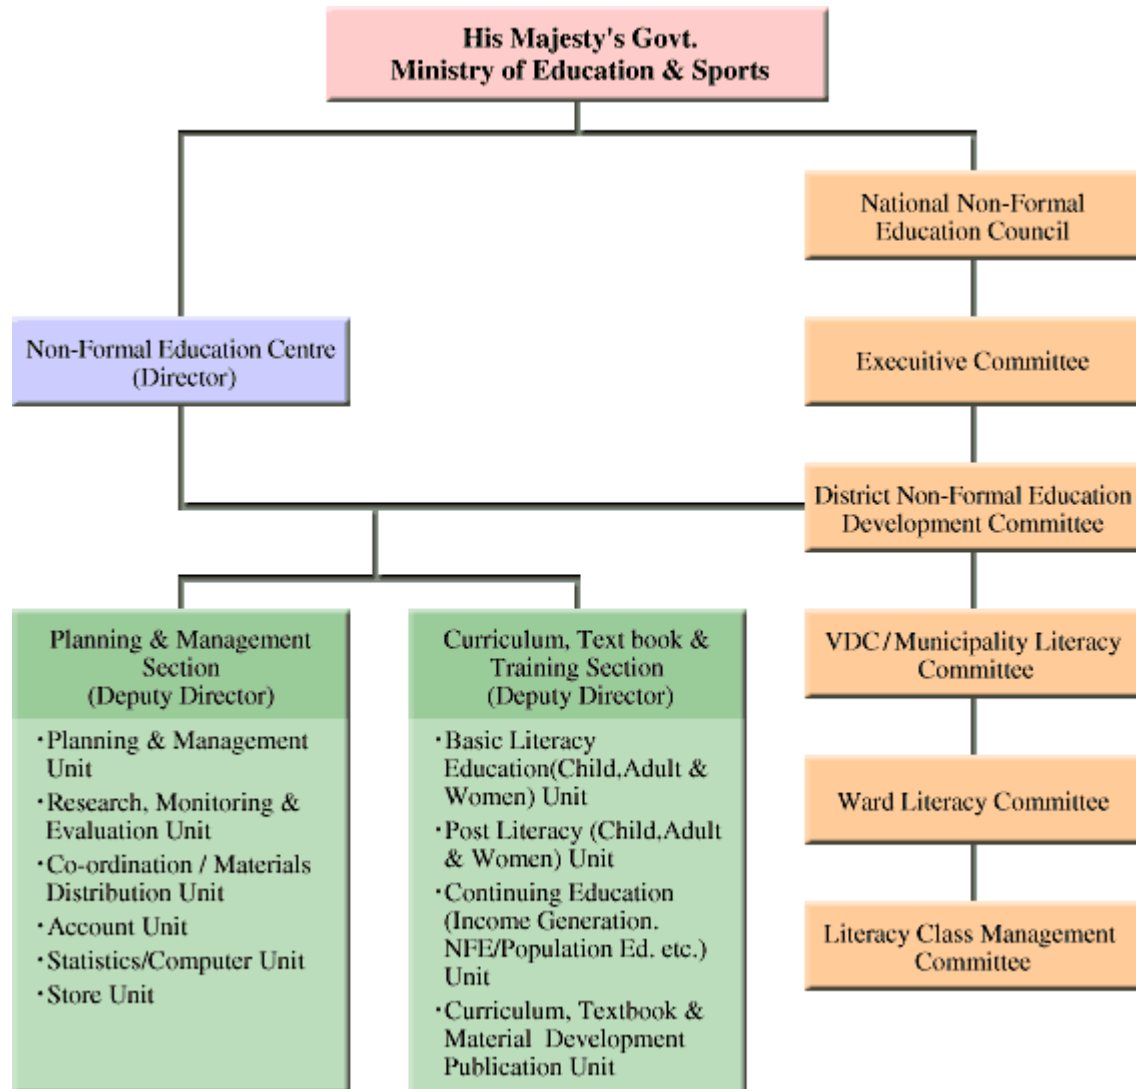 His Majesty's Govt.
Ministry of Education & Sports
National Non-Formal
Education Council
Non-Formal Education Centre
(Director)
Execuitive Committee
District Non-Formal Education
Development Committee
Planning & Management
Section
(Deputy Director)
·Planning & Management
Unit
·Research, Monitoring &
Evaluation Unit
·Co-ordination / Materials
Distribution Unit
·Account Unit
·Statistics/Computer Unit
·Store Unit
Curriculum, Text book &
Training Section
(Deputy Director)
·Basic Literacy
Education(Child,Adult &
Women) Unit
·Post Literacy (Child,Adult
& Women) Unit
·Continuing Education
(Income Generation.
NFE/Population Ed. etc.)
Unit
·Curriculum, Textbook &
Material Development
Publication Unit
VDC/Municipality Literacy
Committee
Ward Literacy Committee
Literacy Class Management
Committee